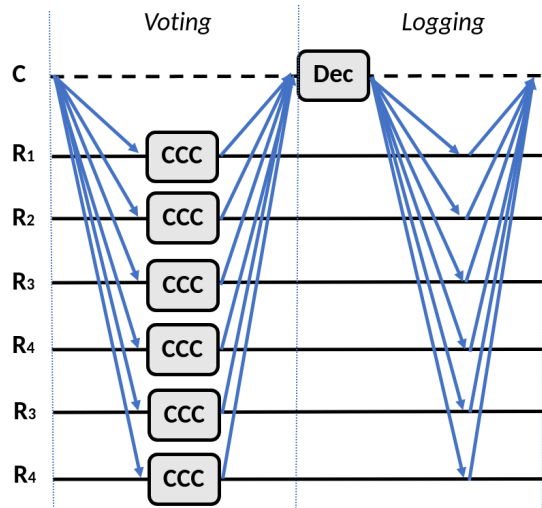 Voting Logging
C Dec
R1 CCC
R2 CCC
R3 CCC
R4 CCC
R3 CCC
R4 CCC